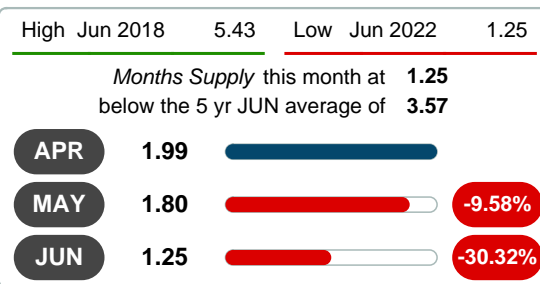 High Jun 2018 5.43 Low Jun 2022 1.25
Months Supply this month at 1.25
below the 5 yr JUN average of 3.57
APR 1.99
MAY 1.80 -9.58%
JUN 1.25 -30.32%